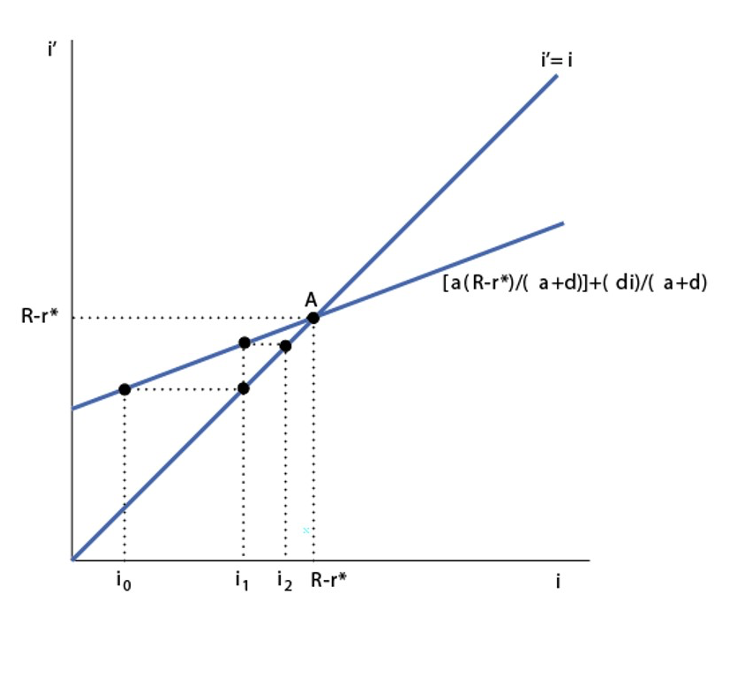 i’
i’= i
[a(R-r*)/( a+d)]+( di)/( a+d)
A
R-r*
i0 i1 i2 R-r* i